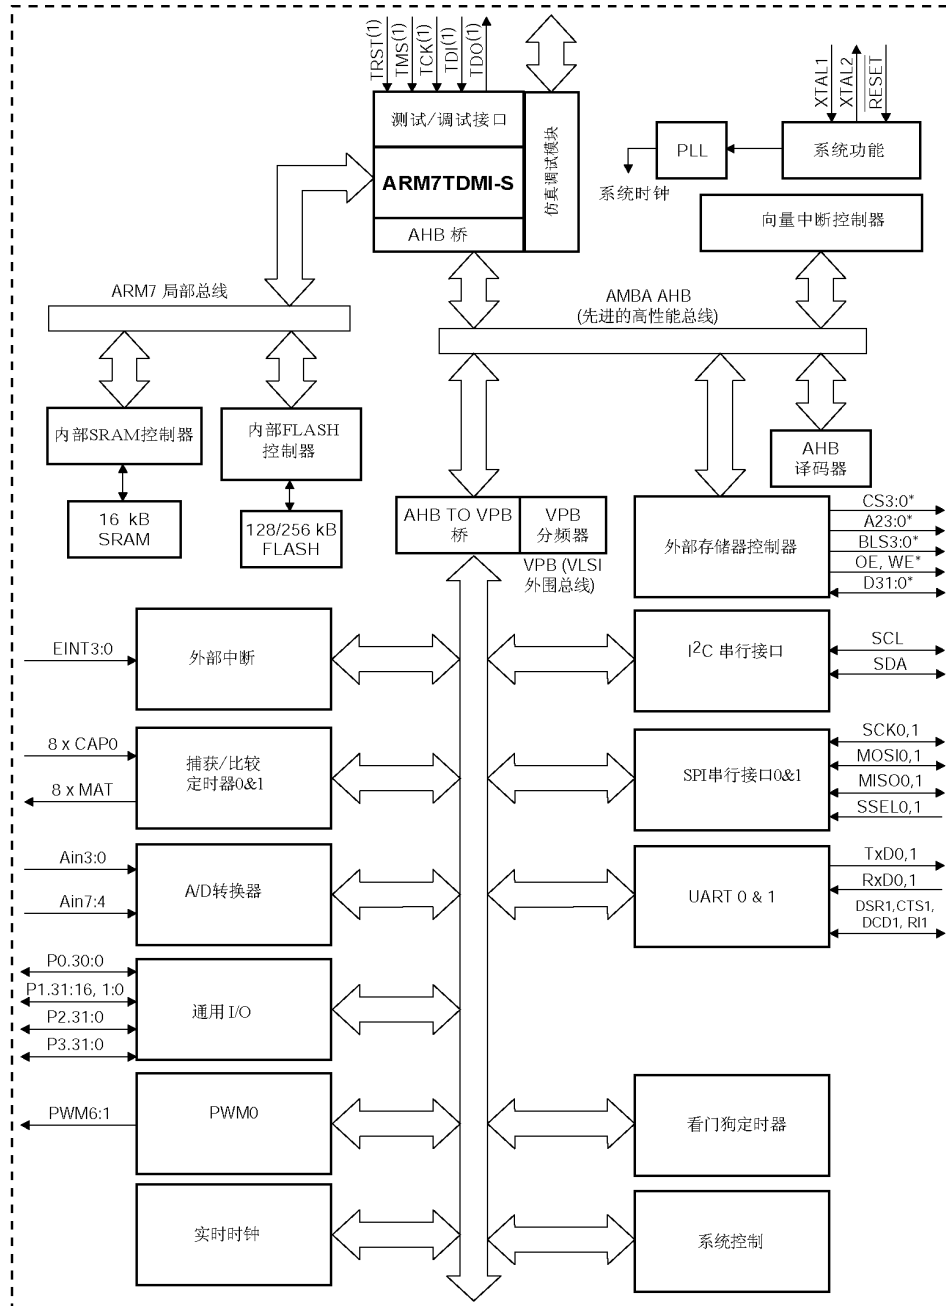 TRST(1)
TMS(1)
TCK(1)
TDI(1)
TDO(1)
XTAL1
XTAL2
RESET
测试/调试接口
ARM7TDMI-S
AHB 桥
仿真调试模块
PLL
系统功能
系统时钟
向量中断控制器
ARM7 局部总线
AMBA AHB
(先进的高性能总线)
内部SRAM控制器
内部FLASH
控制器
AHB
译码器
16 kB
SRAM
128/256 kB
FLASH
AHB TO VPB
桥
VPB
分频器
VPB (VLSI
外围总线)
外部存储器控制器
CS3:0*
A23:0*
BLS3:0*
OE, WE*
D31:0*
EINT3:0
外部中断
I²C 串行接口
SCL
SDA
8 x CAP0
8 x MAT
捕获/比较
定时器0&1
SPI串行接口0&1
SCK0,1
MOSI0,1
MISO0,1
SSEL0,1
Ain3:0
Ain7:4
A/D转换器
UART 0 & 1
TxD0,1
RxD0,1
DSR1,CTS1,
DCD1, RI1
P0.30:0
P1.31:16, 1:0
P2.31:0
P3.31:0
通用 I/O
PWM6:1
PWM0
看门狗定时器
实时时钟
系统控制